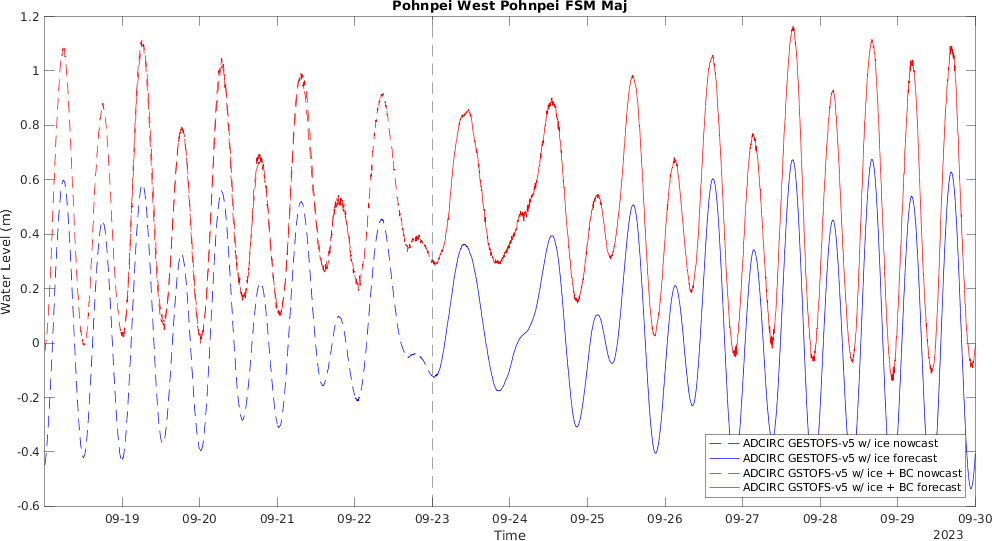 Pohnpei West Pohnpei FSM Maj
1.2
1
0.8
0.6
0.4
0.2
0
-0.2
-0.4
-0.6
Water Level (m)
ADCIRC GESTOFS-v5 w/ ice nowcast
ADCIRC GESTOFS-v5 w/ ice forecast
ADCIRC GSTOFS-v5 w/ ice + BC nowcast
ADCIRC GSTOFS-v5 w/ ice + BC forecast
09-19 09-20 09-21 09-22 09-23 09-24 09-25 09-26 09-27 09-28 09-29 09-30
Time
2023